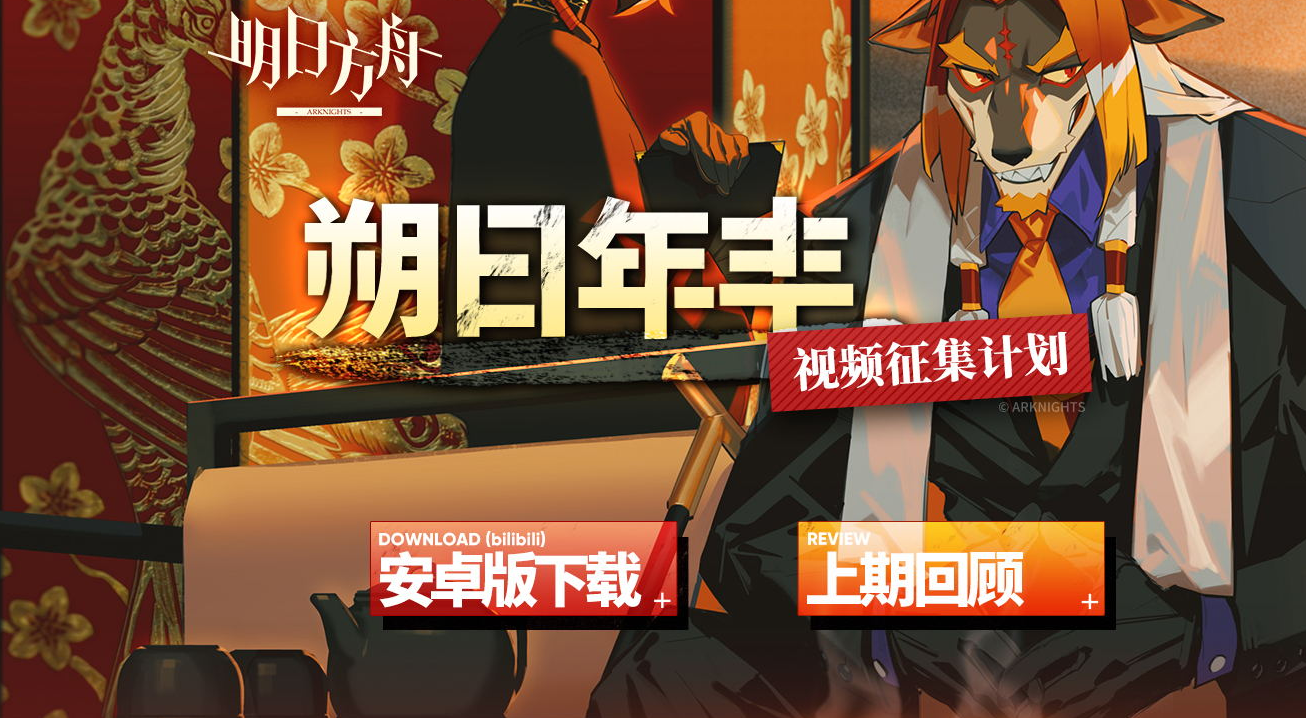 明日方舟
- ARKNIGHTS -
朔日年丰
视频征集计划
© ARKNIGHTS
DOWNLOAD (bilibili)
安卓版下载
REVIEW
上期回顾